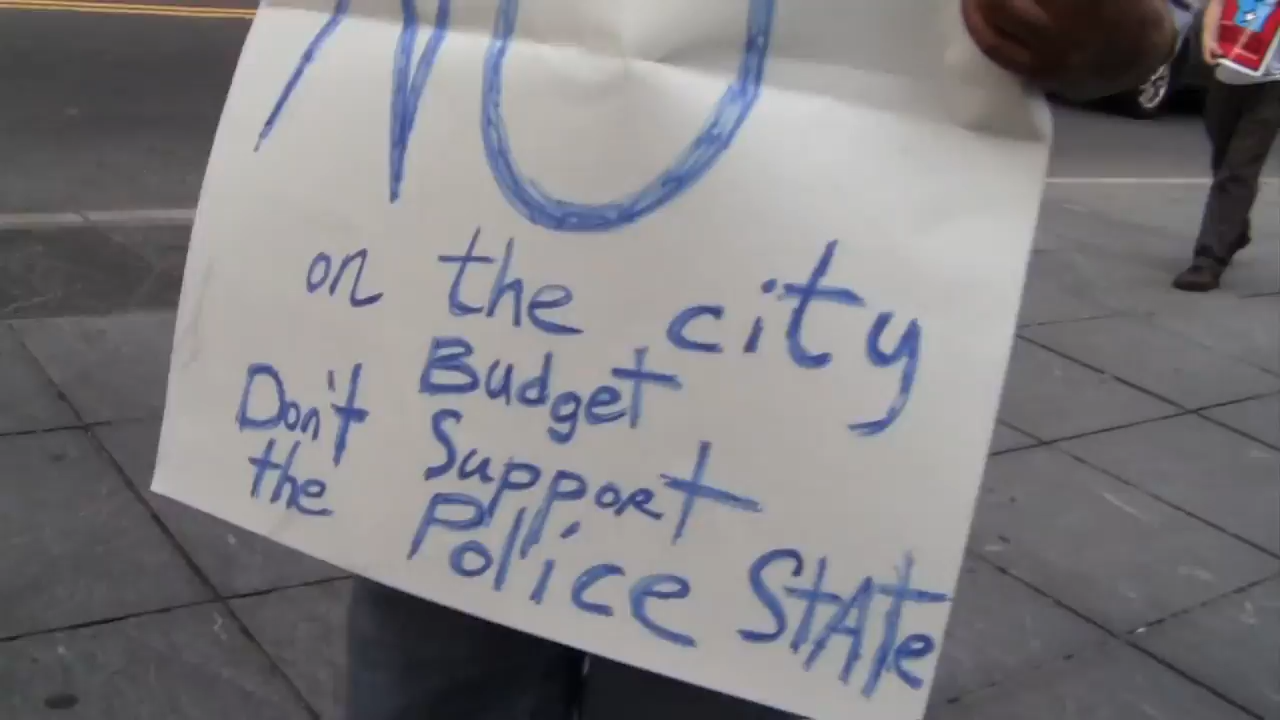 NO
on the city
Budget
Don't Support
the Police State